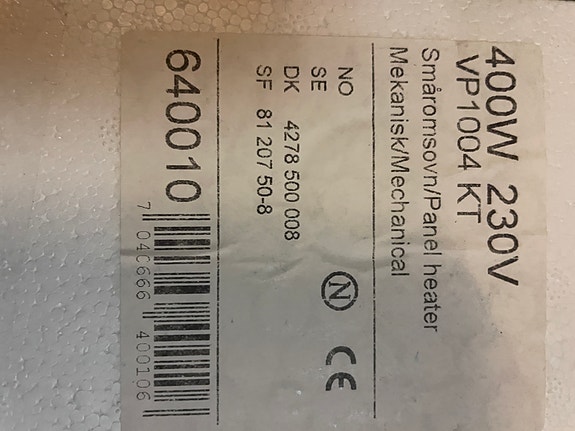 400W 230V
VP1004 KT
Småromsovn/Panel heater
Mekanisk/Mechanical
NO
SE
DK 4278 500 008
SF 81 207 50-8
N
CE
640010
7 040666 400106